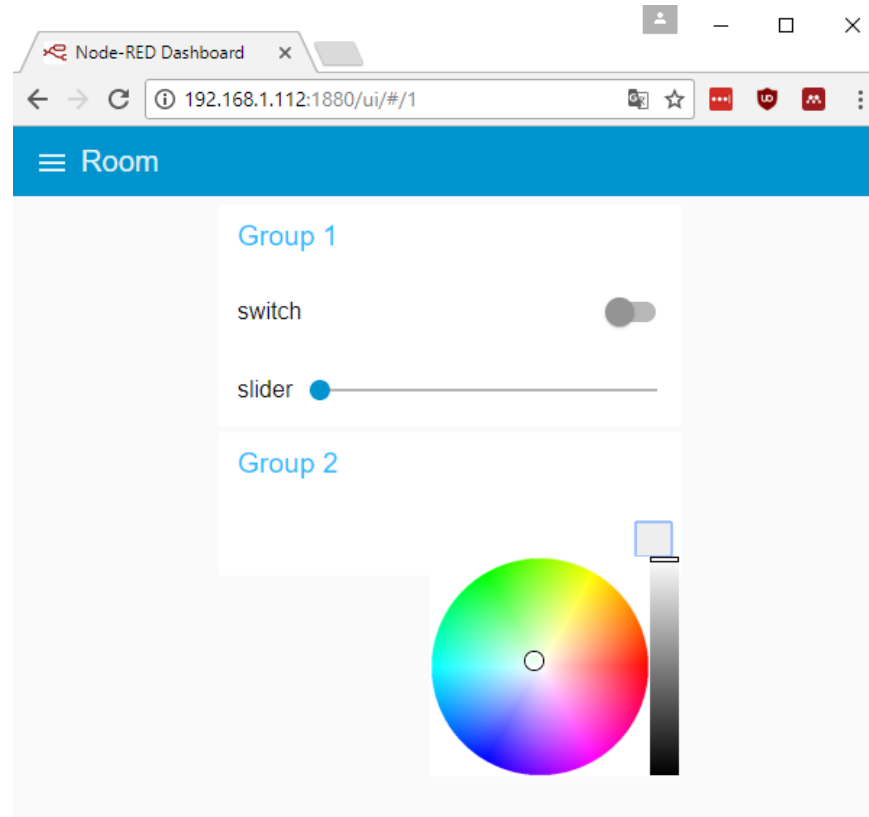 Node-RED Dashboard
192.168.1.112:1880/ui/#/1
Room
Group 1
switch
slider
Group 2